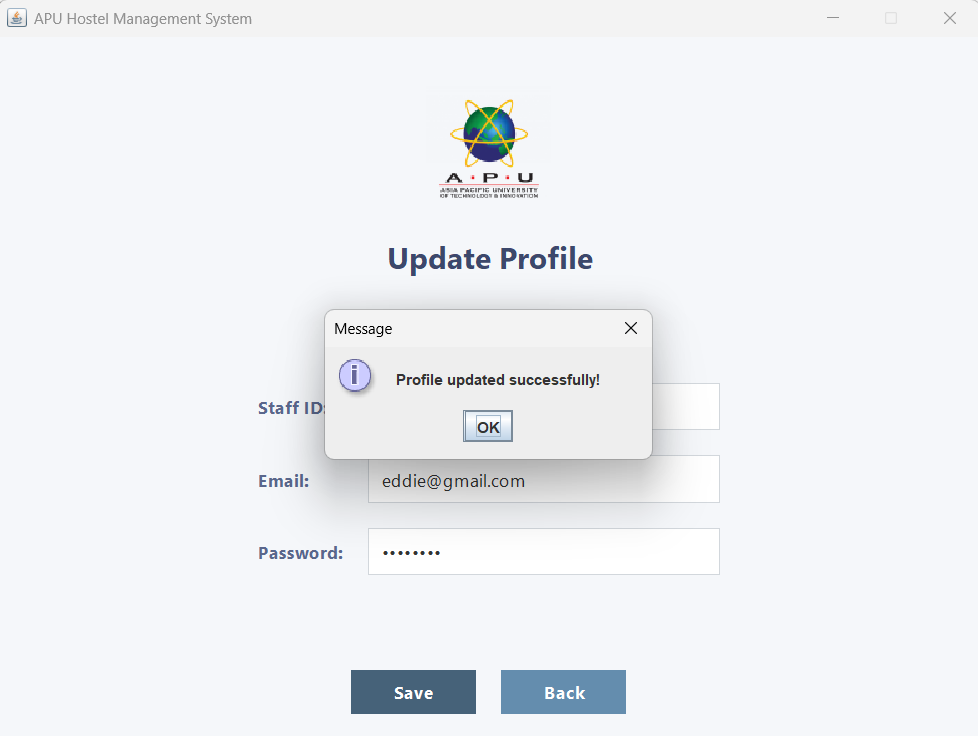 APU Hostel Management System
A·P·U
ASIA PACIFIC UNIVERSITY
OF TECHNOLOGY & INNOVATION
Update Profile
Message
Profile updated successfully!
OK
Staff ID:
Email:
eddie@gmail.com
Password:
Save
Back